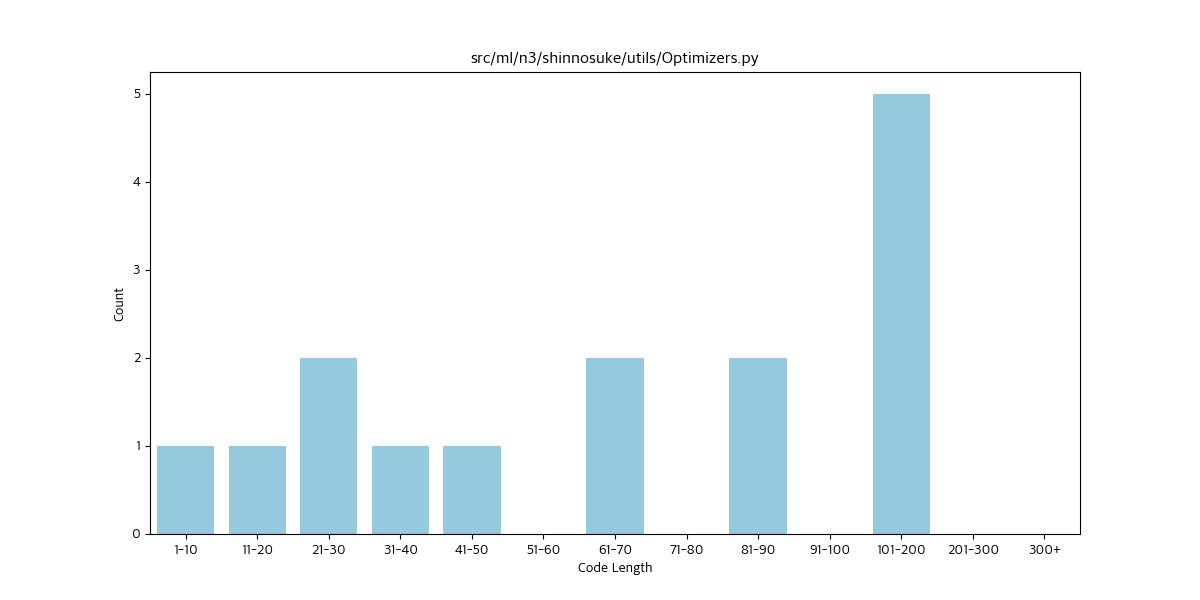 src/ml/n3/shinnosuke/utils/Optimizers.py
Count
5
4
3
2
1
0
1-10 11-20 21-30 31-40 41-50 51-60 61-70 71-80 81-90 91-100 101-200 201-300 300+
Code Length